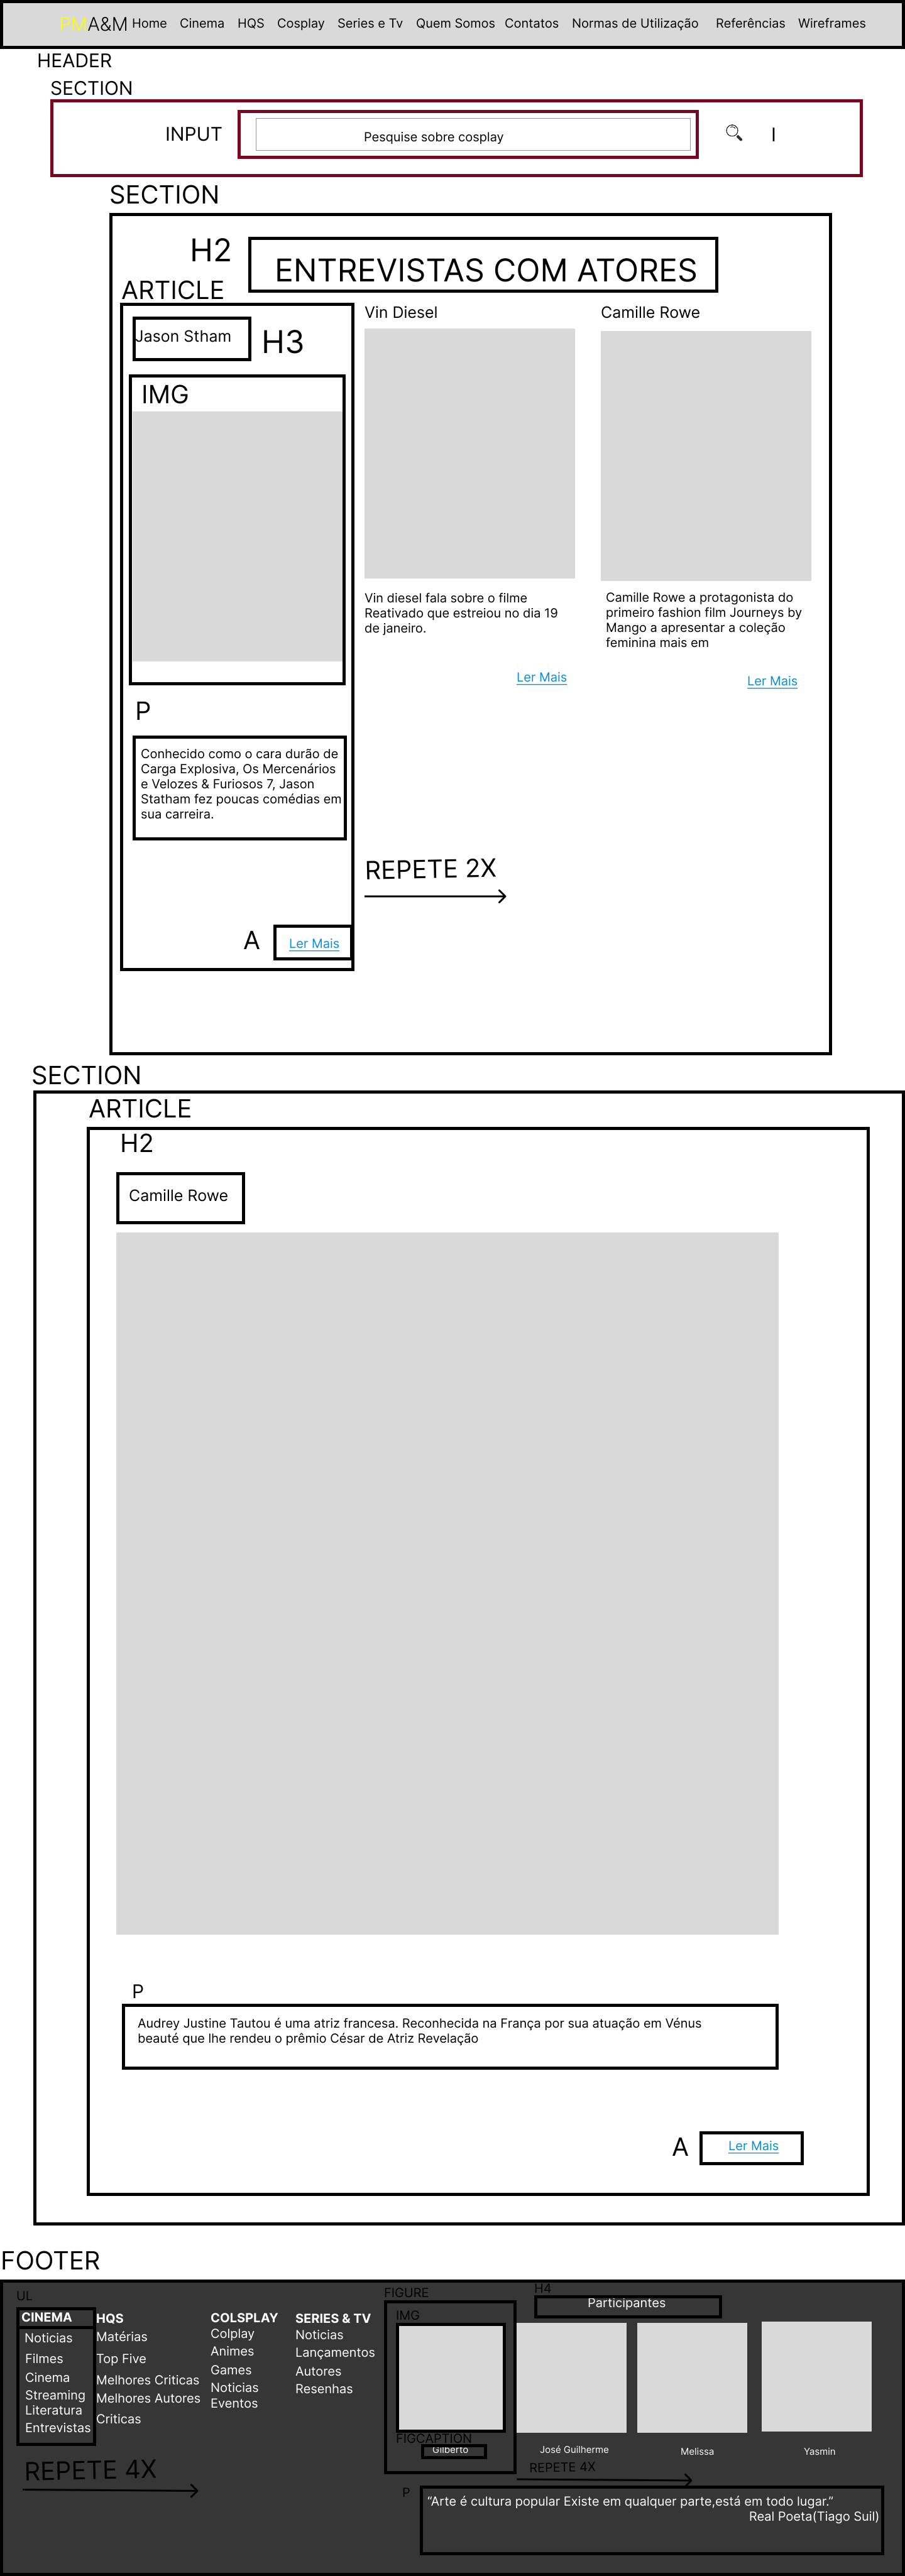 PMA&M Home Cinema HQS Cosplay Series e Tv Quem Somos Contatos Normas de Utilização Referências Wireframes
HEADER
SECTION
INPUT
Pesquise sobre cosplay
SECTION
H2
ENTREVISTAS COM ATORES
ARTICLE
Jason Stham
H3
IMG
P
Conhecido como o cara durão de
Carga Explosiva, Os Mercenários
e Velozes & Furiosos 7, Jason
Statham fez poucas comédias em
sua carreira.
A
Ler Mais
Vin Diesel
Vin diesel fala sobre o filme
Reativado que estreiou no dia 19
de janeiro.
Ler Mais
Camille Rowe
Camille Rowe a protagonista do
primeiro fashion film Journeys by
Mango a apresentar a coleção
feminina mais em
Ler Mais
REPETE 2X
SECTION
ARTICLE
H2
Camille Rowe
P
Audrey Justine Tautou é uma atriz francesa. Reconhecida na França por sua atuação em Vénus
beauté que lhe rendeu o prêmio César de Atriz Revelação
A
Ler Mais
FOOTER
UL
CINEMA
Noticias
Filmes
Cinema
Streaming
Literatura
Entrevistas
HQS
Matérias
Top Five
Melhores Criticas
Melhores Autores
Criticas
COLSPLAY
Colplay
Animes
Games
Noticias
Eventos
SERIES & TV
Noticias
Lançamentos
Autores
Resenhas
REPETE 4X
FIGURE
IMG
FIGCAPTION
Gilberto
H4
Participantes
José Guilherme
Melissa
Yasmin
REPETE 4X
P
“Arte é cultura popular Existe em qualquer parte,está em todo lugar.”
Real Poeta(Tiago Suil)